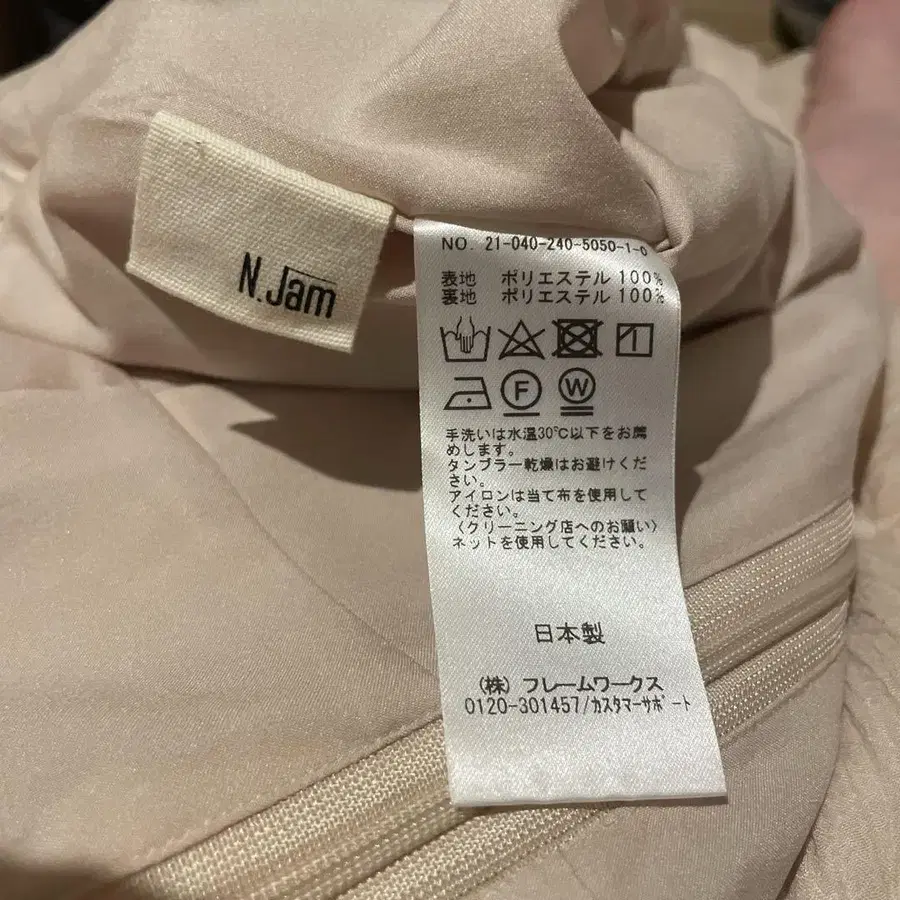 N.Jam
NO. 21-040-240-5050-1-0
表地 ポリエステル 100%
裏地 ポリエステル 100%
F W
手洗いは水温30℃以下をお薦
めします。
タンブラー乾燥はお避けくだ
さい。
アイロンは当て布を使用して
ください。
〈クリーニング店へのお願い〉
ネットを使用してください。
日本製
(株) フレームワークス
0120-301457/カスタマーサポート